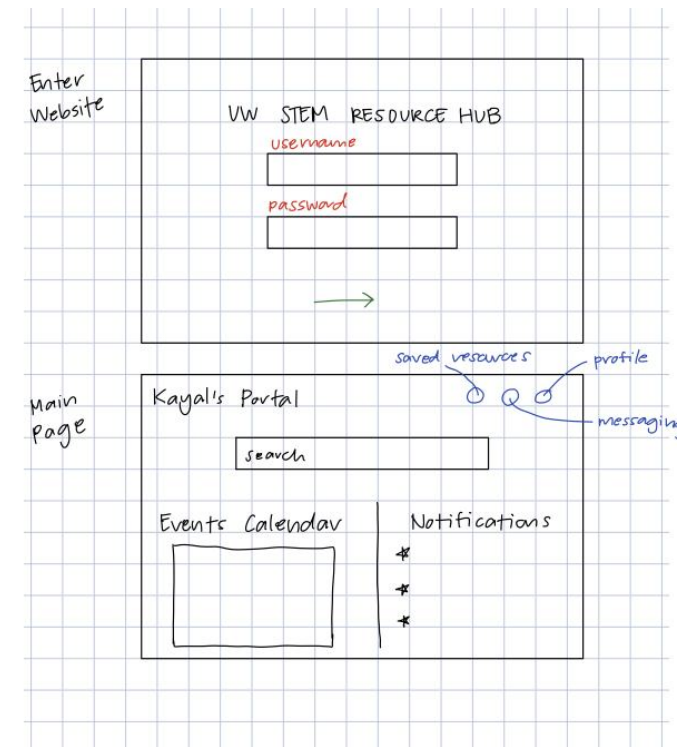 Enter
Website
UW STEM RESOURCE HUB
username
password
saved resources
profile
Main
Page
Kayal's Portal
messaging
search
Events Calendar
Notifications